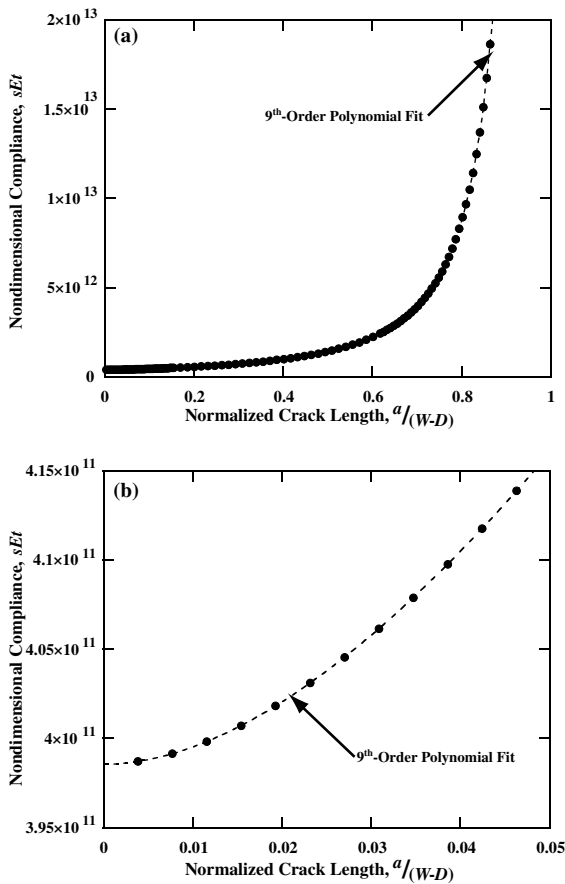 (a)
2×10 13
1.5×10 13
1×10 13
5×10 12
0
Nondimensional Compliance, sEt
9th-Order Polynomial Fit
0 0.2 0.4 0.6 0.8 1
Normalized Crack Length, a/(W-D)
(b)
4.15×10 11
4.1×10 11
4.05×10 11
4×10 11
3.95×10 11
Nondimensional Compliance, sEt
9th-Order Polynomial Fit
0 0.01 0.02 0.03 0.04 0.05
Normalized Crack Length, a/(W-D)